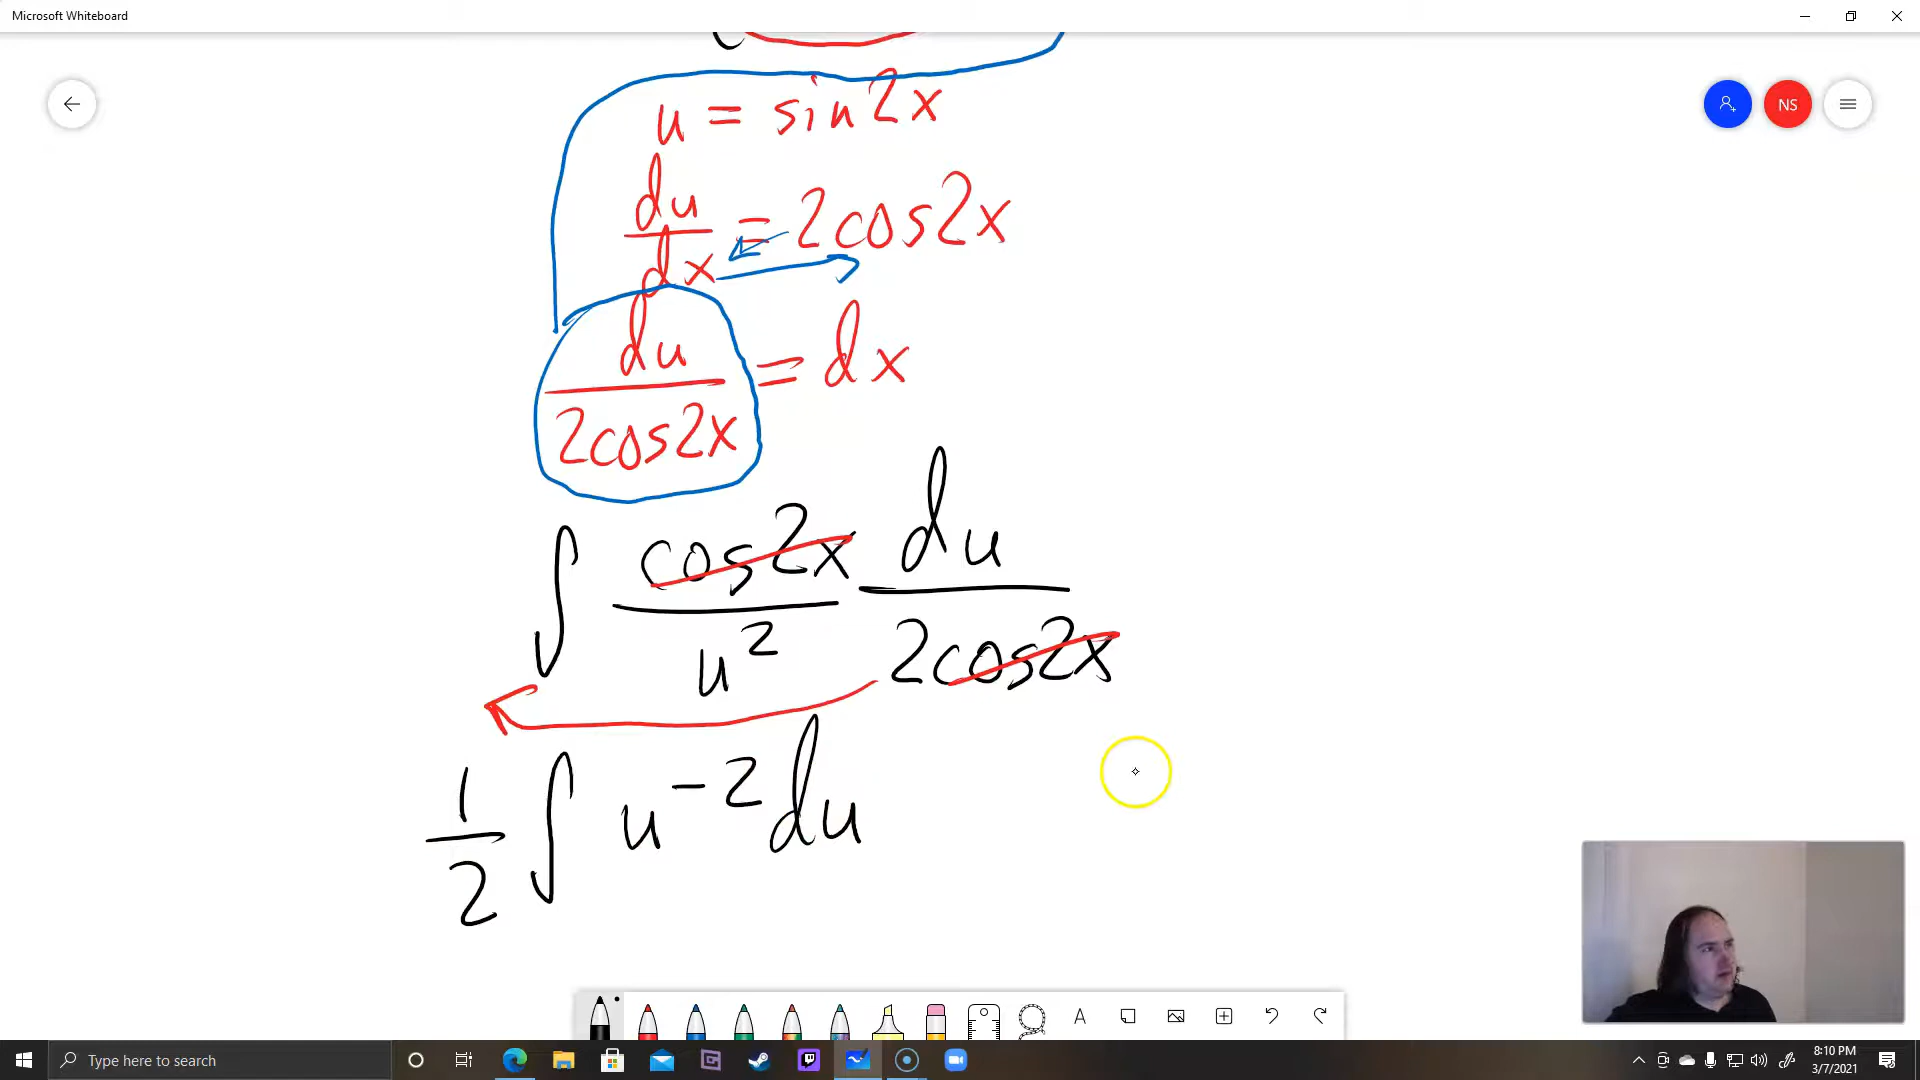 Microsoft Whiteboard
NS
u = sin2x
du/dx = 2cos2x
du/2cos2x = dx
∫ cos2x/u² du/2cos2x
1/2 ∫ u⁻² du
A
Type here to search
8:10 PM
3/7/2021